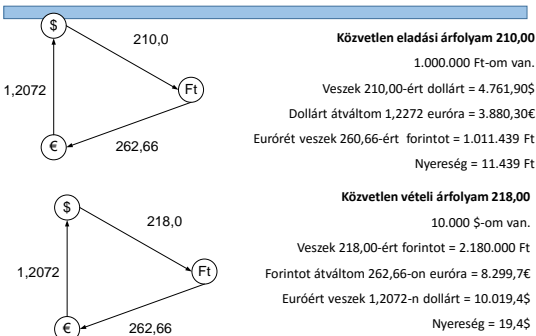 $
210,0
1,2072
Ft
€
262,66
Közvetlen eladási árfolyam 210,00
1.000.000 Ft-om van.
Veszek 210,00-ért dollárt = 4.761,90$
Dollárt átváltom 1,2272 euróra = 3.880,30€
Eurórét veszek 260,66-ért forintot = 1.011.439 Ft
Nyereség = 11.439 Ft
$
218,0
1,2072
Ft
€
262,66
Közvetlen vételi árfolyam 218,00
10.000 $-om van.
Veszek 218,00-ért forintot = 2.180.000 Ft
Forintot átváltom 262,66-on euróra = 8.299,7€
Euróért veszek 1,2072-n dollárt = 10.019,4$
Nyereség = 19,4$